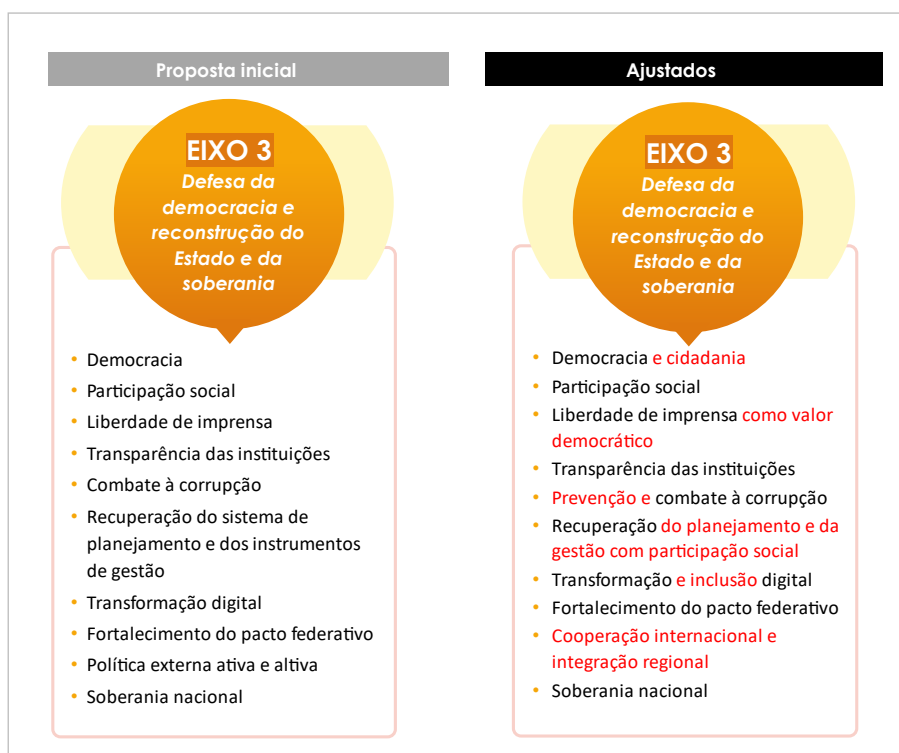 Proposta inicial
EIXO 3
Defesa da
democracia e
reconstrução do
Estado e da
soberania
• Democracia
• Participação social
• Liberdade de imprensa
• Transparência das instituições
• Combate à corrupção
• Recuperação do sistema de
planejamento e dos instrumentos
de gestão
• Transformação digital
• Fortalecimento do pacto federativo
• Política externa ativa e altiva
• Soberania nacional
Ajustados
EIXO 3
Defesa da
democracia e
reconstrução do
Estado e da
soberania
• Democracia e cidadania
• Participação social
• Liberdade de imprensa como valor
democrático
• Transparência das instituições
• Prevenção e combate à corrupção
• Recuperação do planejamento e da
gestão com participação social
• Transformação e inclusão digital
• Fortalecimento do pacto federativo
• Cooperação internacional e
integração regional
• Soberania nacional